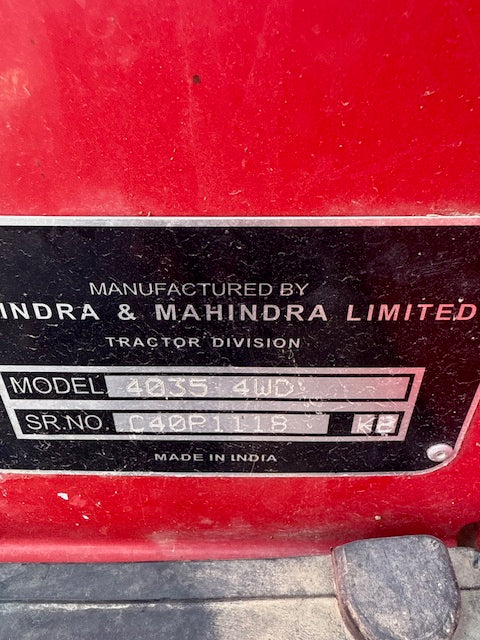 MANUFACTURED BY
INDRA & MAHINDRA LIMITED
TRACTOR DIVISION
MODEL 4035 4WD
SR.NO. C40P1118 K8
MADE IN INDIA